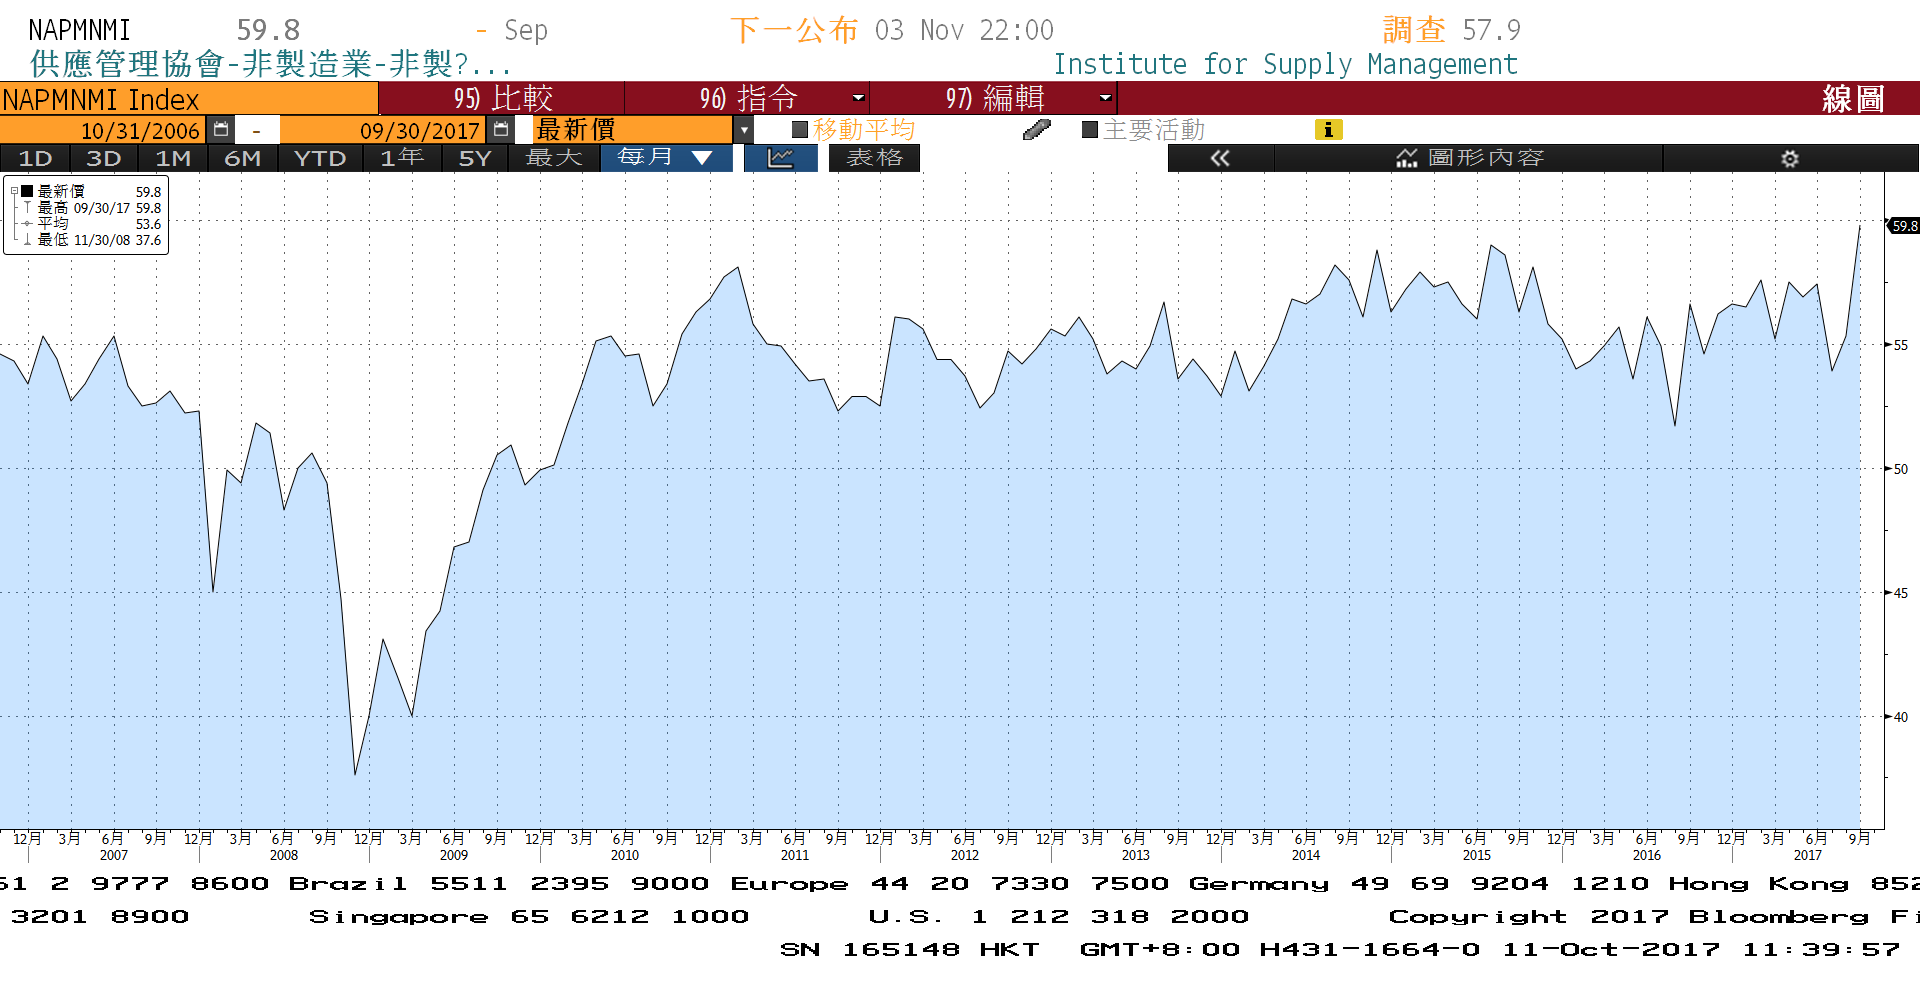 NAPMNMI 59.8 - Sep 下一公布 03 Nov 22:00 調查 57.9
供應管理協會-非製造業-非製?... Institute for Supply Management
NAPMNMI Index 95) 比較 96) 指令 97) 編輯 線圖
10/31/2006 - 09/30/2017 最新價 移動平均 主要活動
1D 3D 1M 6M YTD 1年 5Y 最大 每月 ▼ 表格 « 圖形內容
最新價 59.8
最高 09/30/17 59.8
平均 53.6
最低 11/30/08 37.6
59.8
55
50
45
40
12月 3月 6月 9月 12月 3月 6月 9月 12月 3月 6月 9月 12月 3月 6月 9月 12月 3月 6月 9月 12月 3月 6月 9月 12月 3月 6月 9月 12月 3月 6月 9月 12月 3月 6月 9月 12月 3月 6月 9月 12月 3月 6月 9月
2007 2008 2009 2010 2011 2012 2013 2014 2015 2016 2017
61 2 9777 8600 Brazil 5511 2395 9000 Europe 44 20 7330 7500 Germany 49 69 9204 1210 Hong Kong 852
3201 8900 Singapore 65 6212 1000 U.S. 1 212 318 2000 Copyright 2017 Bloomberg Fi
SN 165148 HKT GMT+8:00 H431-1664-0 11-Oct-2017 11:39:57